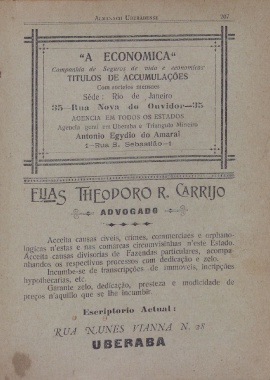 ALMANACH UBERABENSE
"A ECONOMICA"
Companhia de Seguros de vida e economias
TITULOS DE ACCUMULAÇÕES
Com sorteios mensaes
Séde: Rio de Janeiro
35—Rua Nova do Ouvidor—35
AGENCIA EM TODOS OS ESTADOS
Agencia geral em Uberaba e Triangulo Mineiro
Antonio Egydio do Amaral
1—Rua S. Sebastião—1
ELIAS THEODORO R. CARRIJO
ADVOGADO
Acceita causas civeis, crimes, commerciaes e orphanologicas n'estas e nas comarcas circumvisinhas n'este Estado.
Acceita causas divisorias de Fazendas particulares, acompanhando os respectivos processos com dedicação e zelo.
Incumbe-se de transcripções de immoveis, incripções
hypothecarias, etc.
Garante zelo, dedicação, presteza e modicidade de
preços n'aquillo que se lhe incumbir.
Escriptorio Actual:
RUA NUNES VIANNA N. 28
UBERABA